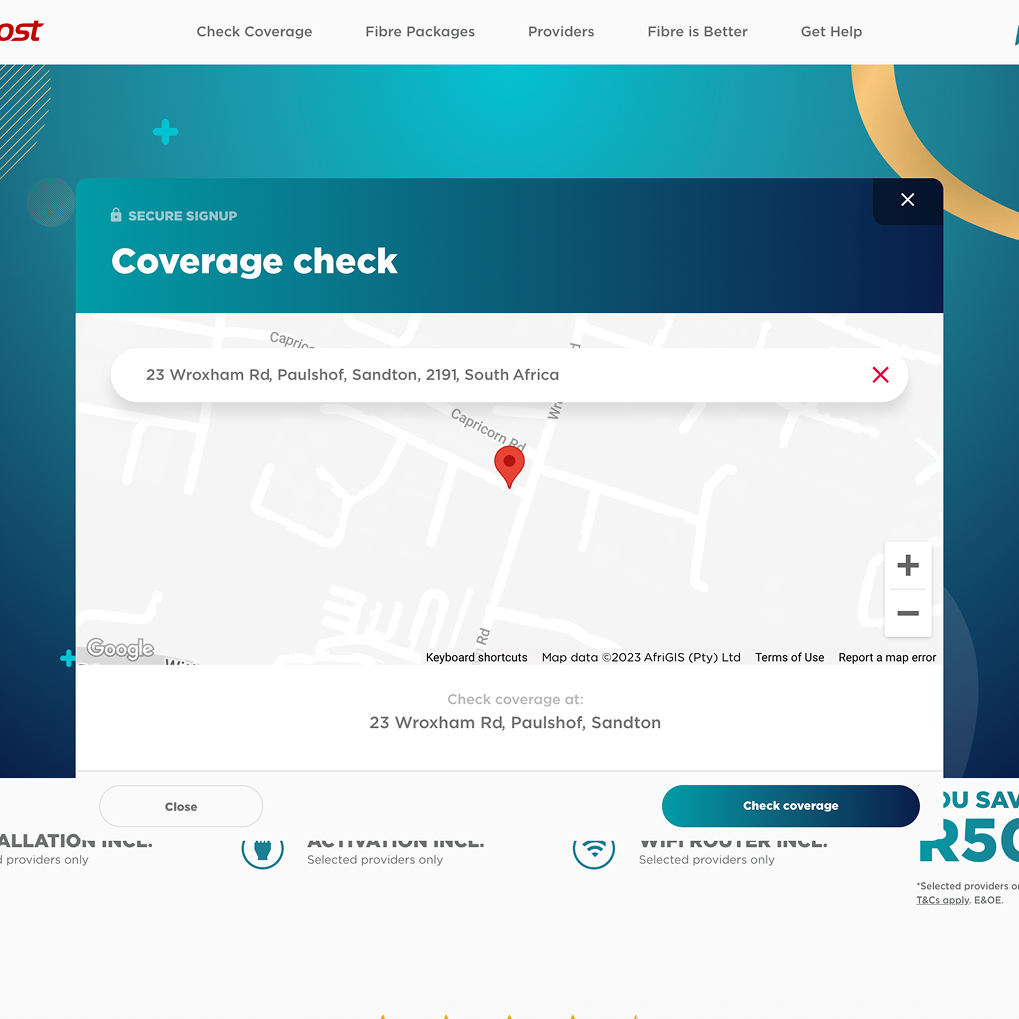 ost
Check Coverage
Fibre Packages
Providers
Fibre is Better
Get Help
SECURE SIGNUP
Coverage check
Capric
23 Wroxham Rd, Paulshof, Sandton, 2191, South Africa
Wro
Capricorn Rd
Rd
Google
Keyboard shortcuts
Map data ©2023 AfriGIS (Pty) Ltd
Terms of Use
Report a map error
Check coverage at:
23 Wroxham Rd, Paulshof, Sandton
Close
Check coverage
ALLATION INCL.
providers only
ACTIVATION INCL.
Selected providers only
WIFI ROUTER INCL.
Selected providers only
OU SAV
R50
*Selected providers
T&Cs apply. E&OE.